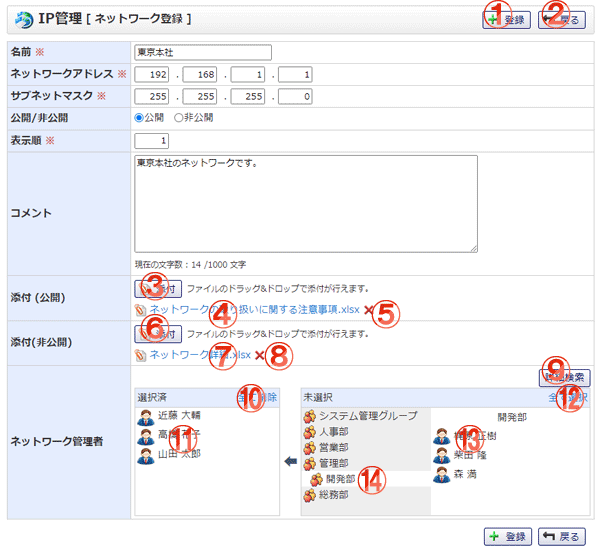 IP管理 [ ネットワーク登録 ]
① 登録 ② 戻る
名前 ※ 東京本社
ネットワークアドレス ※ 192 . 168 . 1 . 1
サブネットマスク ※ 255 . 255 . 255 . 0
公開/非公開 公開 非公開
表示順 ※ 1
コメント 東京本社のネットワークです。
現在の文字数 : 14 /1000 文字
添付 (公開) ③ 添付 ファイルのドラッグ&ドロップで添付が行えます。
ネットワークの取り扱いに関する注意事項.xlsx ④ ⑤
添付(非公開) ⑥ 添付 ファイルのドラッグ&ドロップで添付が行えます。
ネットワーク詳細.xlsx ⑦ ⑧
⑨ 詳細検索
ネットワーク管理者
選択済 ⑩ 全て削除
近藤 大輔
高橋 ⑪ 子
山田 太郎
未選択 全て選択 ⑫
システム管理グループ
人事部
営業部
管理部
開発部 ⑭
総務部
開発部
⑬ 正樹
柴田 隆
森 満
登録 戻る